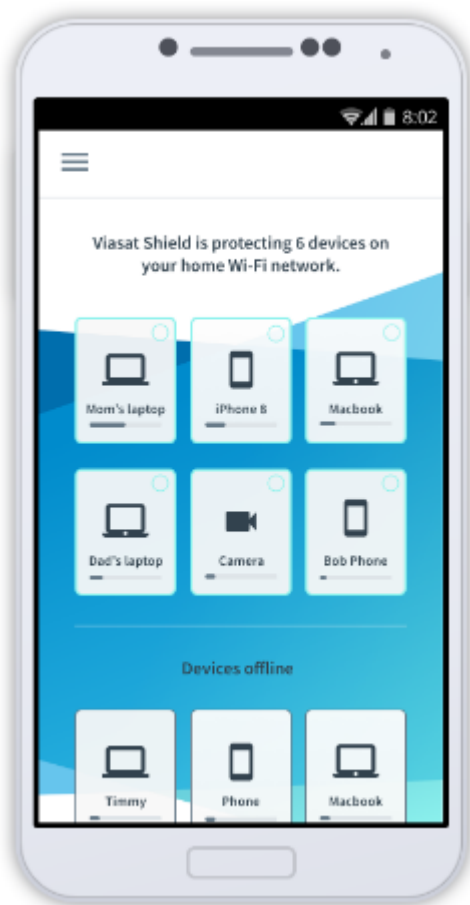 8:02
Viasat Shield is protecting 6 devices on
your home Wi-Fi network.
Mom's laptop
iPhone 8
Macbook
Dad's laptop
Camera
Bob Phone
Devices offline
Timmy
Phone
Macbook